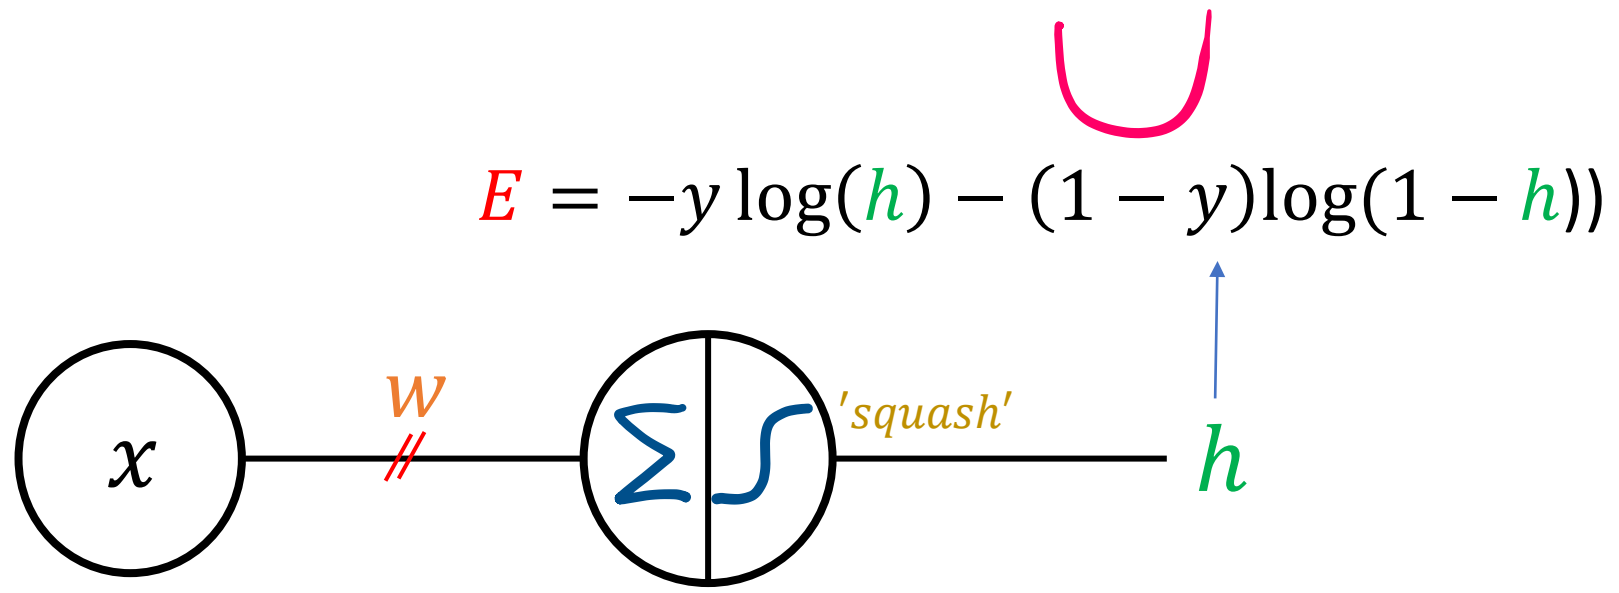 E = −y log(h) − (1 − y)log(1 − h))
w
x
Σ
∫
'squash'
h